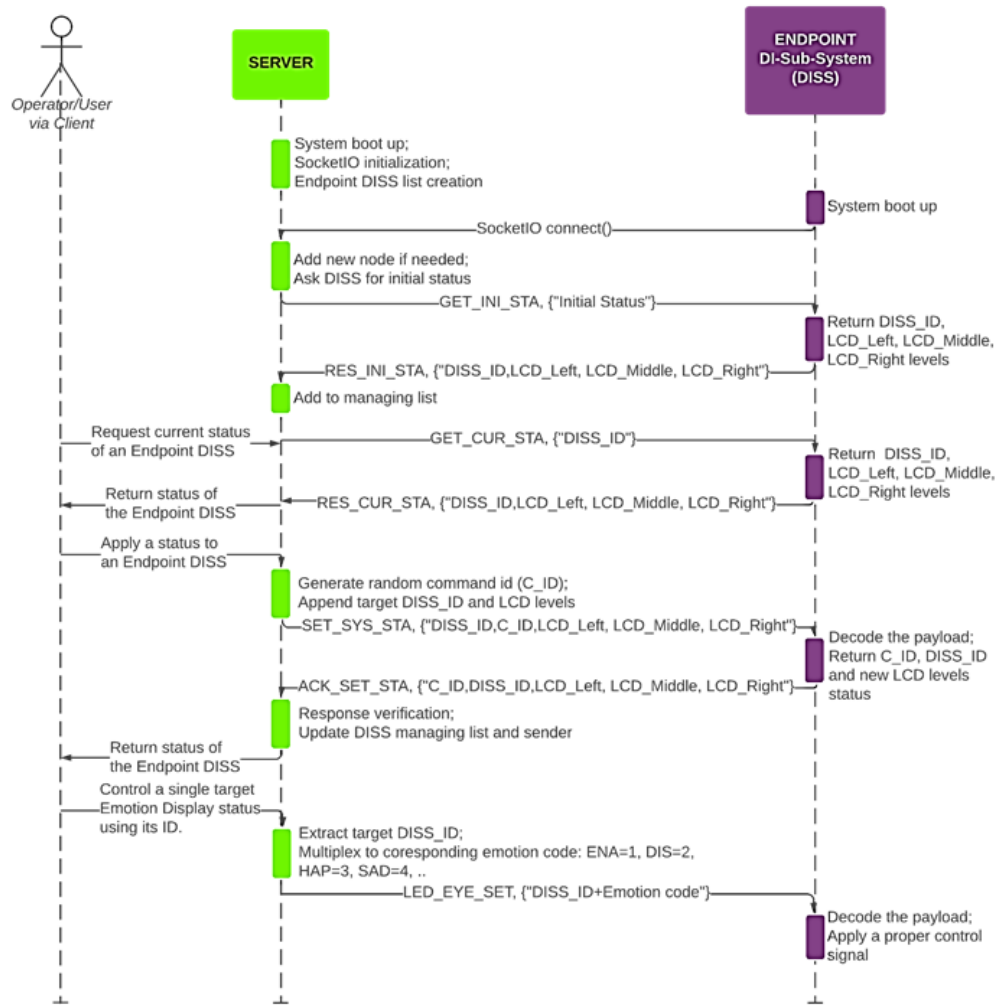 SERVER
ENDPOINT
DI-Sub-System
(DISS)
Operator/User
via Client
System boot up;
SocketIO initialization;
Endpoint DISS list creation
System boot up
SocketIO connect()
Add new node if needed;
Ask DISS for initial status
GET_INI_STA, {"Initial Status"}
Return DISS_ID,
LCD_Left, LCD_Middle,
LCD_Right levels
RES_INI_STA, {"DISS_ID,LCD_Left, LCD_Middle, LCD_Right"}
Add to managing list
Request current status
of an Endpoint DISS
GET_CUR_STA, {"DISS_ID"}
Return DISS_ID,
LCD_Left, LCD_Middle,
LCD_Right levels
Return status of
the Endpoint DISS
RES_CUR_STA, {"DISS_ID,LCD_Left, LCD_Middle, LCD_Right"}
Apply a status to
an Endpoint DISS
Generate random command id (C_ID);
Append target DISS_ID and LCD levels
SET_SYS_STA, {"DISS_ID,C_ID,LCD_Left, LCD_Middle, LCD_Right"}
Decode the payload;
Return C_ID, DISS_ID
and new LCD levels
status
ACK_SET_STA, {"C_ID,DISS_ID,LCD_Left, LCD_Middle, LCD_Right"}
Response verification;
Update DISS managing list and sender
Return status of
the Endpoint DISS
Control a single target
Emotion Display status
using its ID.
Extract target DISS_ID;
Multiplex to coresponding emotion code: ENA=1, DIS=2,
HAP=3, SAD=4, ..
LED_EYE_SET, {"DISS_ID+Emotion code"}
Decode the payload;
Apply a proper control
signal